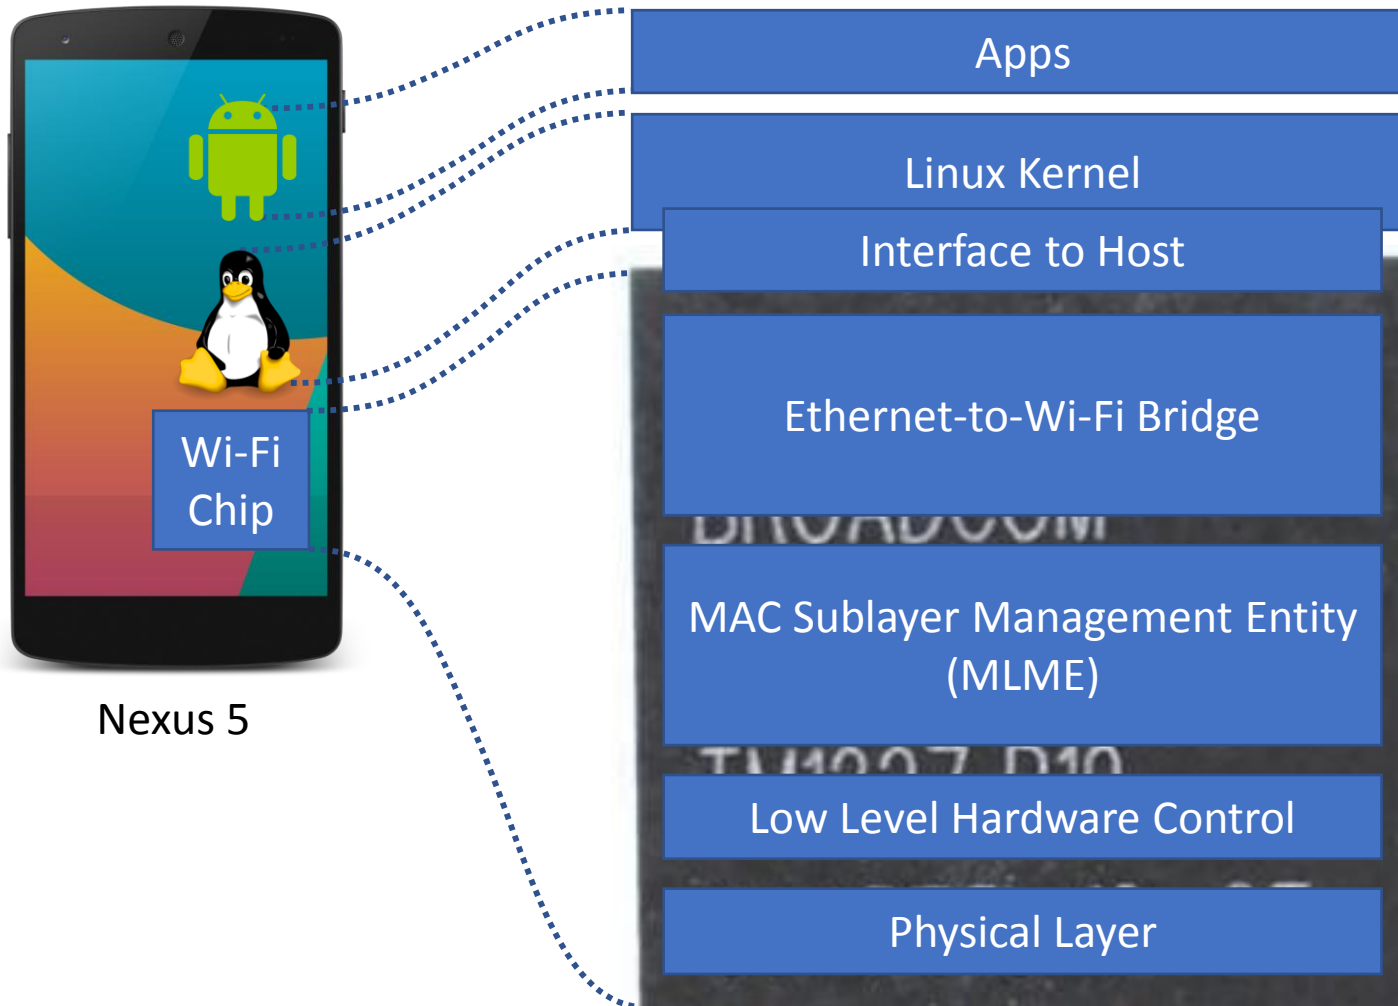 Apps
Linux Kernel
Interface to Host
Ethernet-to-Wi-Fi Bridge
BROADCOM
MAC Sublayer Management Entity
(MLME)
Low Level Hardware Control
Physical Layer
Wi-Fi
Chip
Nexus 5